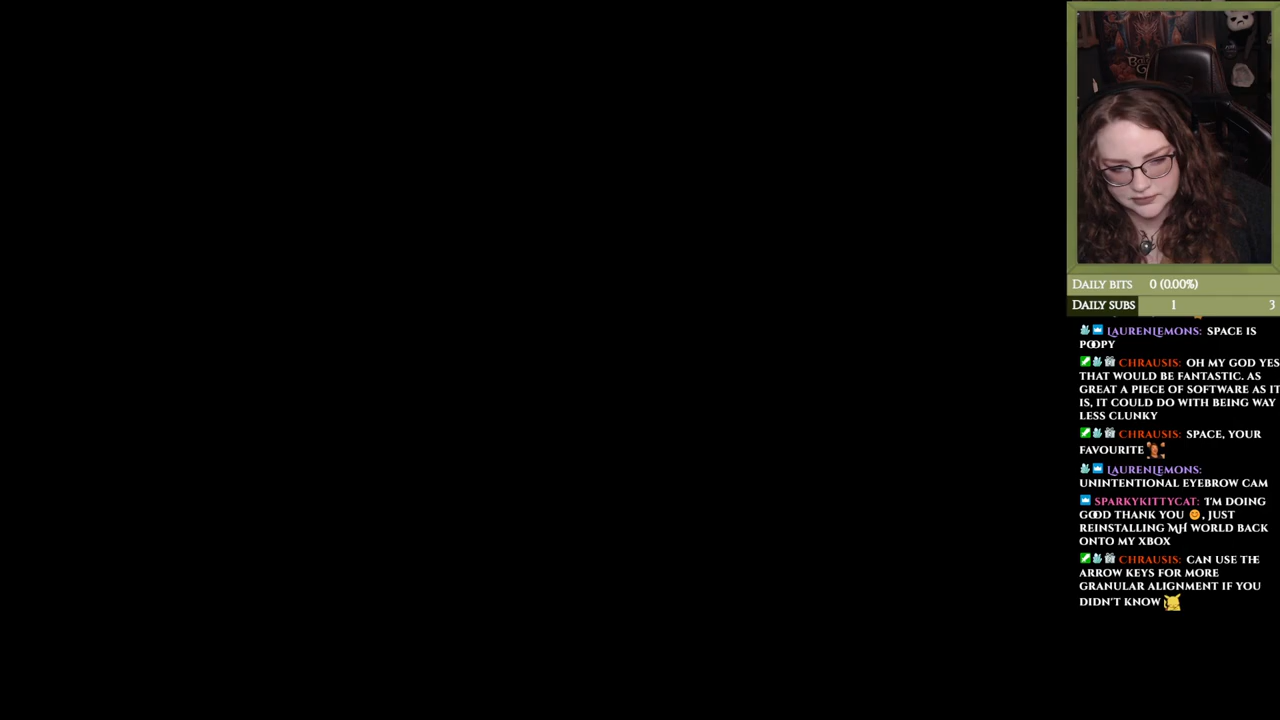 DAILY BITS 0 (0.00%)
DAILY SUBS 1 3
LAURENLEMONS: SPACE IS
POOPY
CHRAUSIS: OH MY GOD YES
THAT WOULD BE FANTASTIC. AS
GREAT A PIECE OF SOFTWARE AS IT
IS, IT COULD DO WITH BEING WAY
LESS CLUNKY
CHRAUSIS: SPACE, YOUR
FAVOURITE
LAURENLEMONS:
UNINTENTIONAL EYEBROW CAM
SPARKYKITTYCAT: I'M DOING
GOOD THANK YOU 😊, JUST
REINSTALLING MH WORLD BACK
ONTO MY XBOX
CHRAUSIS: CAN USE THE
ARROW KEYS FOR MORE
GRANULAR ALIGNMENT IF YOU
DIDN'T KNOW